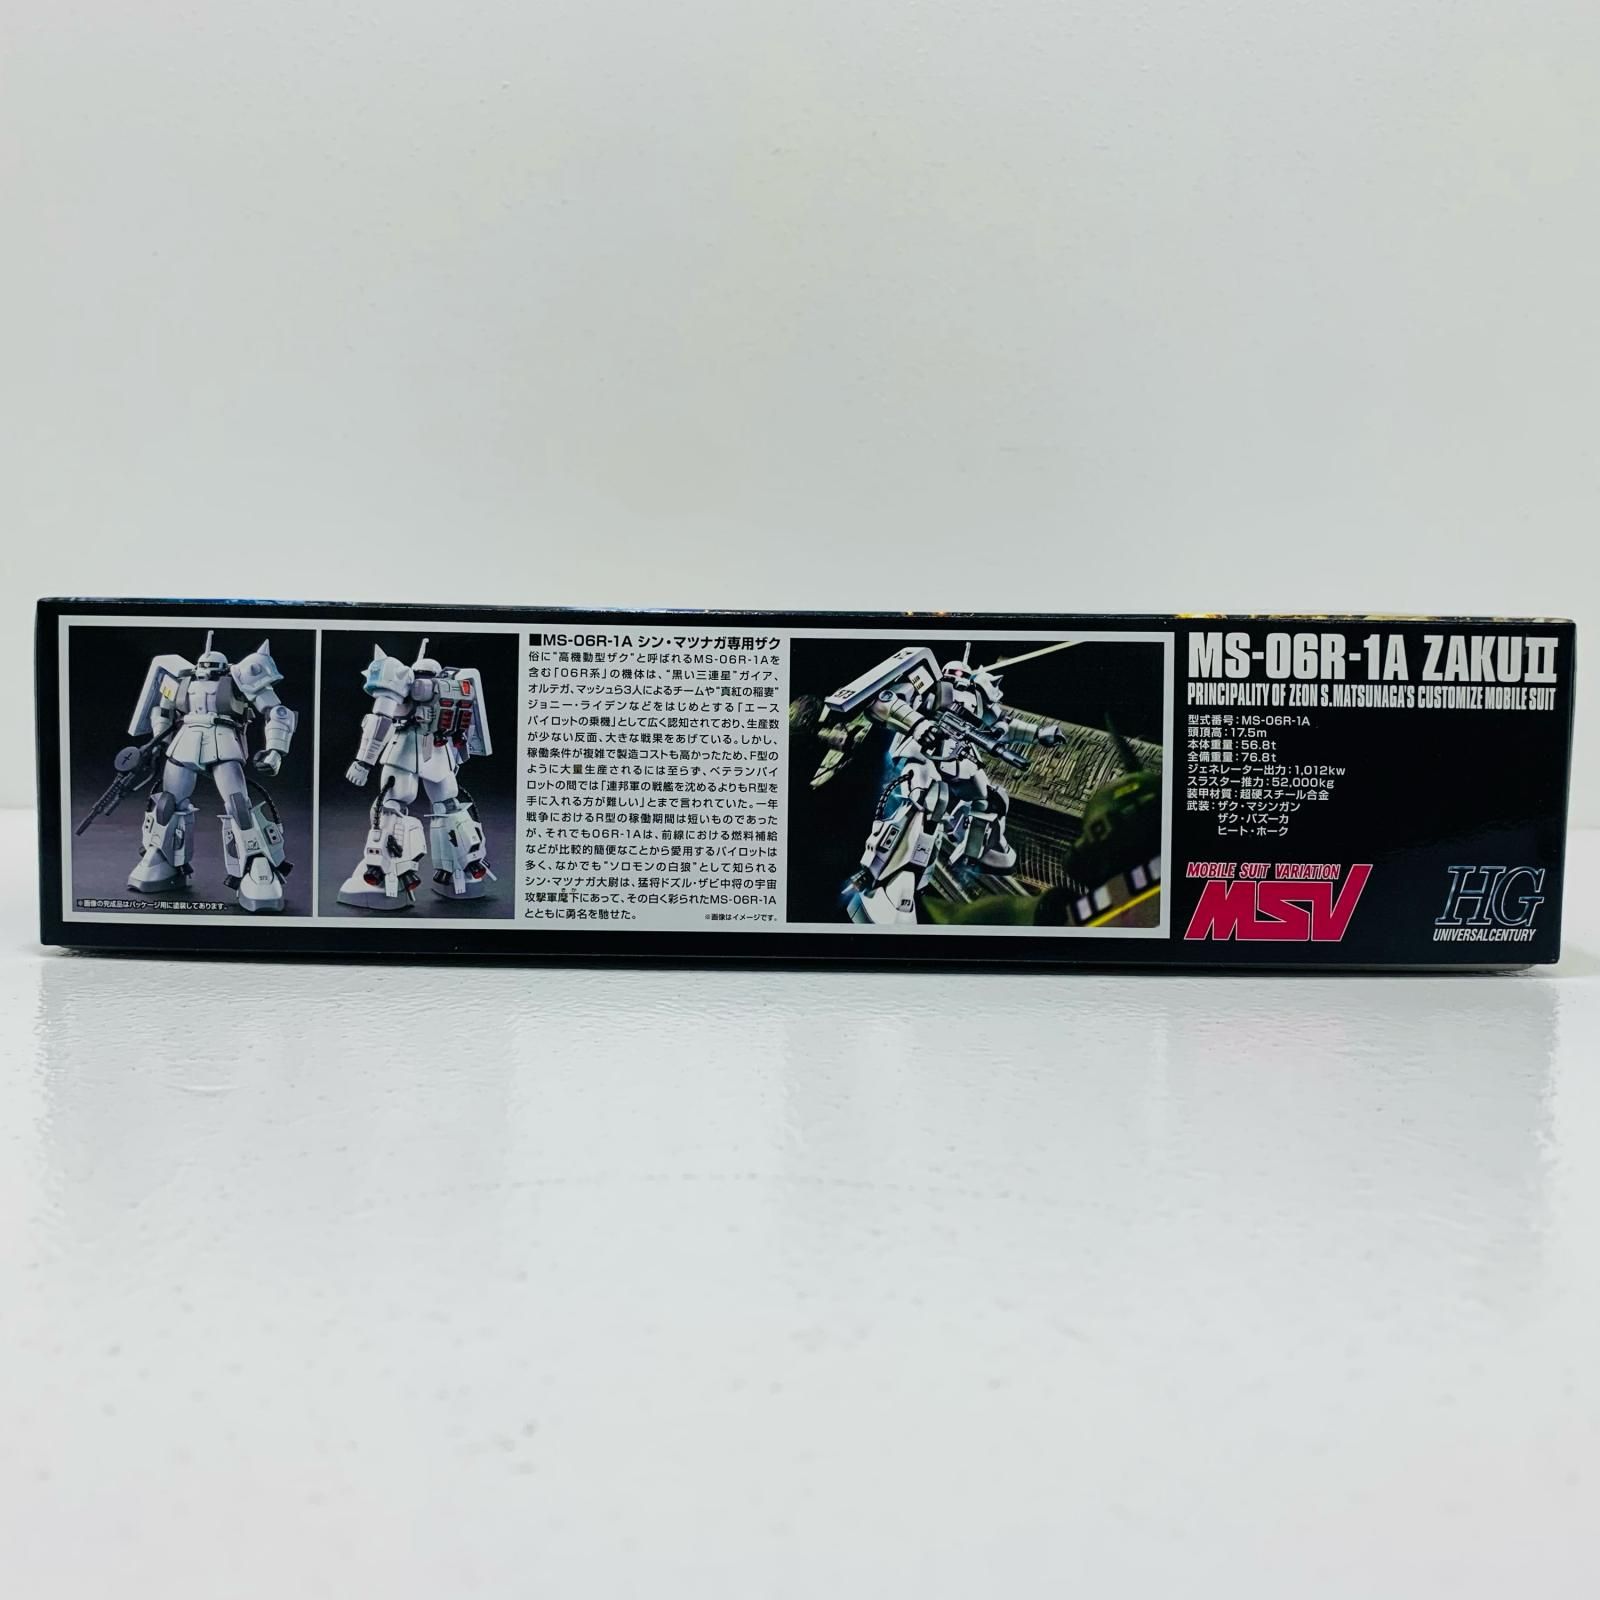 ■MS-06R-1A シン・マツナガ専用ザク
俗に"高機動型ザク"と呼ばれるMS-06R-1Aを
含む「06R系」の機体は、"黒い三連星"ガイア、
オルテガ、マッシュら3人によるチームや"真紅の稲妻"
ジョニー・ライデンなどをはじめとする「エース
パイロットの乗機」として広く認知されており、生産数
が少ない反面、大きな戦果をあげている。しかし、
稼働条件が複雑で製造コストも高かったため、F型の
ように大量生産されるには至らず、ベテランパイ
ロットの間では「連邦軍の戦艦を沈めるよりもR型を
手に入れる方が難しい」とまで言われていた。一年
戦争におけるR型の稼働期間は短いものであった
が、それでも06R-1Aは、前線における燃料補給
などが比較的簡便なことから愛用するパイロットは
多く、なかでも"ソロモンの白狼"として知られる
シン・マツナガ大尉は、猛将ドズル・ザビ中将の宇宙
攻撃軍麾下にあって、その白く彩られたMS-06R-1A
とともに勇名を馳せた。
※画像はイメージです。
※画像の完成品はパッケージ用に塗装してあります。
MS-06R-1A ZAKUⅡ
PRINCIPALITY OF ZEON S.MATSUNAGA'S CUSTOMIZE MOBILE SUIT
型式番号:MS-06R-1A
頭頂高:17.5m
本体重量:56.8t
全備重量:76.8t
ジェネレーター出力:1,012kw
スラスター推力:52,000kg
装甲材質:超硬スチール合金
武装:ザク・マシンガン
ザク・バズーカ
ヒート・ホーク
MOBILE SUIT VARIATION
MSV
HG
UNIVERSAL CENTURY